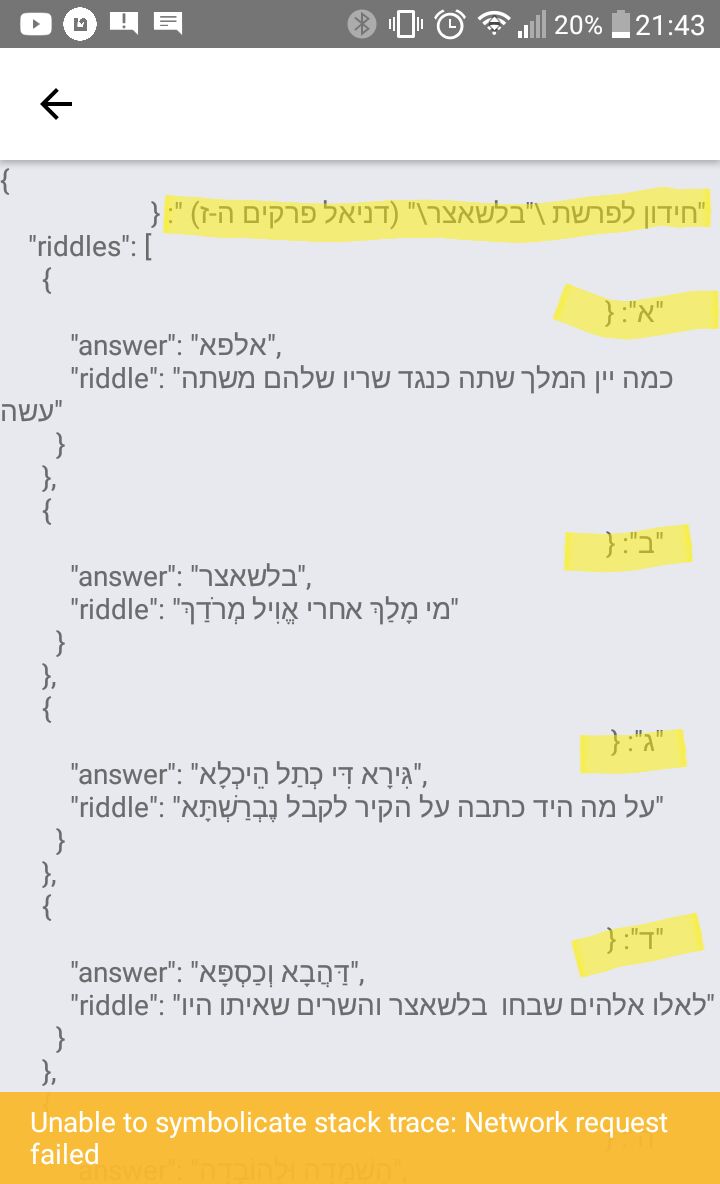 20% 21:43
{
"חידון לפרשת \"בלשאצר\" (דניאל פרקים ה-ז) ": {
"riddles": [
{
"א": {
"answer": "אלפא",
"riddle": "כמה יין המלך שתה כנגד שריו שלהם משתה
עשה"
}
},
{
"ב": {
"answer": "בלשאצר",
"riddle": "מי מָלַךְ אחרי אֱוִיל מְרֹדַךְ"
}
},
{
"ג": {
"answer": "גִּירָא דִּי כְתַל הֵיכְלָא",
"riddle": "על מה היד כתבה על הקיר לקבל נֶבְרַשְׁתָּא"
}
},
{
"ד": {
"answer": "דַּהֲבָא וְכַסְפָּא",
"riddle": "לאלו אלהים שבחו  בלשאצר והשרים שאיתו היו"
}
},
{
"ה": {
Unable to symbolicate stack trace: Network request
failed
"answer": "הַשְׁמָדָה וּלְהוֹבָדָה",